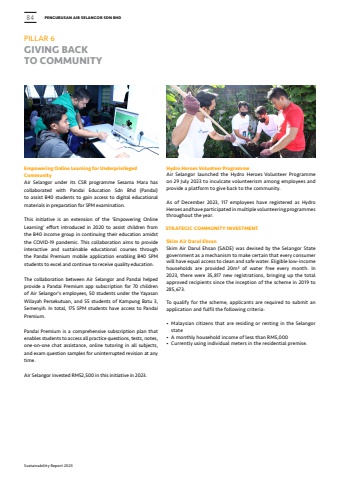 84 PENGURUSAN AIR SELANGOR SDN BHD
PILLAR 6
GIVING BACK
TO COMMUNITY
Empowering Online Learning for Underprivileged
Community
Air Selangor under its CSR programme Sesama Mara has
collaborated with Pandai Education Sdn Bhd (Pandai)
to assist B40 students to gain access to digital educational
materials in preparation for SPM examination.
This initiative is an extension of the 'Empowering Online
Learning' effort introduced in 2020 to assist children from
the B40 income group in continuing their education amidst
the COVID-19 pandemic. This collaboration aims to provide
interactive and sustainable educational courses through
the Pandai Premium mobile application enabling B40 SPM
students to excel and continue to receive quality education.
The collaboration between Air Selangor and Pandai helped
provide a Pandai Premium app subscription for 70 children
of Air Selangor's employees, 50 students under the Yayasan
Wilayah Persekutuan, and 55 students of Kampung Batu 3,
Semenyih. In total, 175 SPM students have access to Pandai
Premium.
Pandai Premium is a comprehensive subscription plan that
enables students to access all practice questions, tests, notes,
one-on-one chat assistance, online tutoring in all subjects,
and exam question samples for uninterrupted revision at any
time.
Air Selangor invested RM52,500 in this initiative in 2023.
Hydro Heroes Volunteer Programme
Air Selangor launched the Hydro Heroes Volunteer Programme
on 29 July 2023 to inculcate volunteerism among employees and
provide a platform to give back to the community.
As of December 2023, 117 employees have registered as Hydro
Heroes and have participated in multiple volunteering programmes
throughout the year.
STRATEGIC COMMUNITY INVESTMENT
Skim Air Darul Ehsan
Skim Air Darul Ehsan (SADE) was devised by the Selangor State
government as a mechanism to make certain that every consumer
will have equal access to clean and safe water. Eligible low-income
households are provided 20m³ of water free every month. In
2023, there were 35,817 new registrations, bringing up the total
approved recipients since the inception of the scheme in 2019 to
285,673.
To qualify for the scheme, applicants are required to submit an
application and fulfil the following criteria:
• Malaysian citizens that are residing or renting in the Selangor
state
• A monthly household income of less than RM5,000
• Currently using individual meters in the residential premise.
Sustainability Report 2023